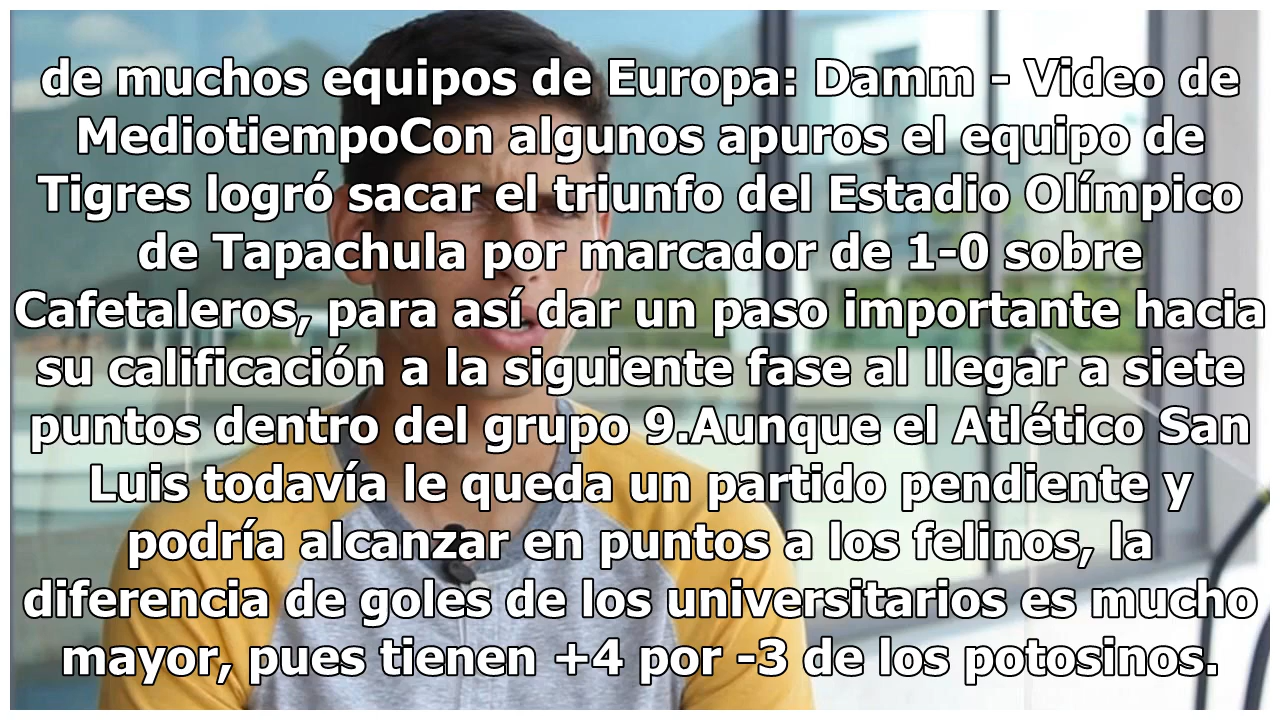 de muchos equipos de Europa: Damm - Video de
MediotiempoCon algunos apuros el equipo de
Tigres logró sacar el triunfo del Estadio Olímpico
de Tapachula por marcador de 1-0 sobre
Cafetaleros, para así dar un paso importante hacia
su calificación a la siguiente fase al llegar a siete
puntos dentro del grupo 9.Aunque el Atlético San
Luis todavía le queda un partido pendiente y
podría alcanzar en puntos a los felinos, la
diferencia de goles de los universitarios es mucho
mayor, pues tienen +4 por -3 de los potosinos.